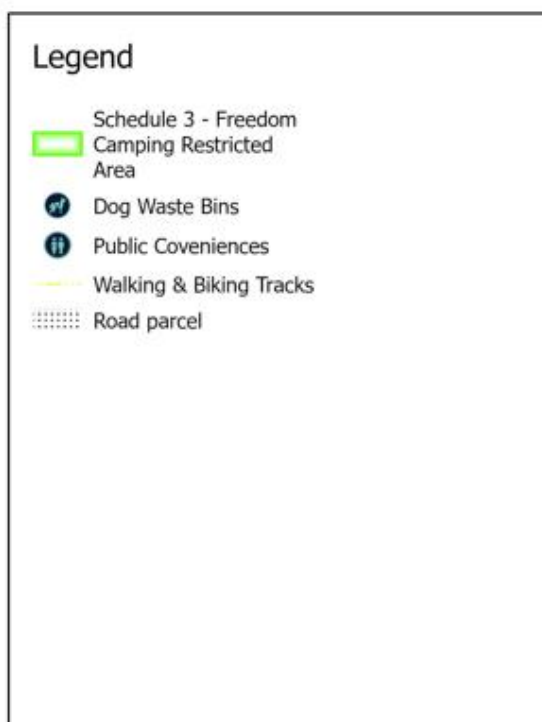 Legend
Schedule 3 - Freedom
Camping Restricted
Area
Dog Waste Bins
Public Coveniences
Walking & Biking Tracks
Road parcel